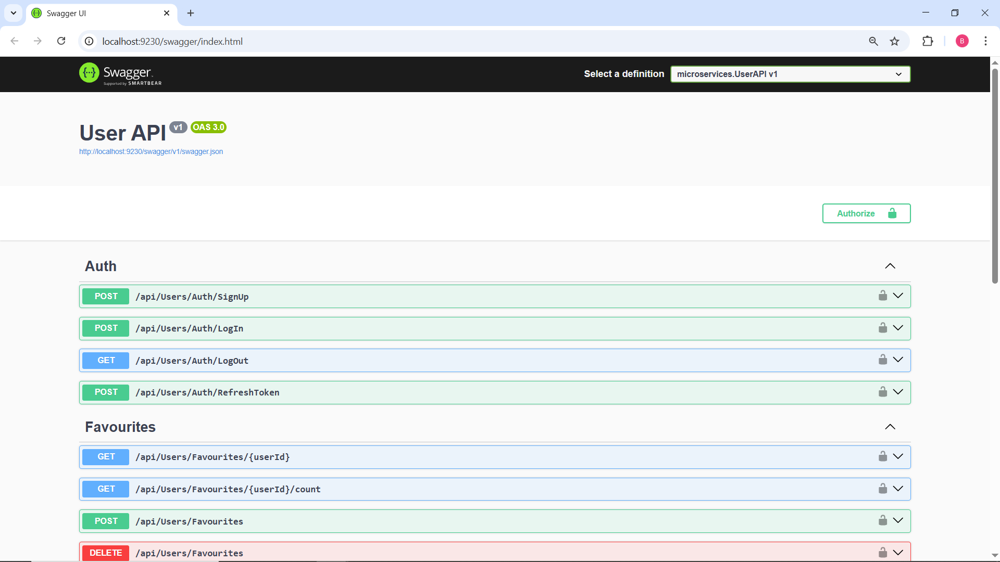 Swagger UI
localhost:9230/swagger/index.html
B
{···} Swagger
Supported by SMARTBEAR
Select a definition
microservices.UserAPI v1
User API v1 OAS 3.0
http://localhost:9230/swagger/v1/swagger.json
Authorize
Auth
POST /api/Users/Auth/SignUp
POST /api/Users/Auth/LogIn
GET /api/Users/Auth/LogOut
POST /api/Users/Auth/RefreshToken
Favourites
GET /api/Users/Favourites/{userId}
GET /api/Users/Favourites/{userId}/count
POST /api/Users/Favourites
DELETE /api/Users/Favourites